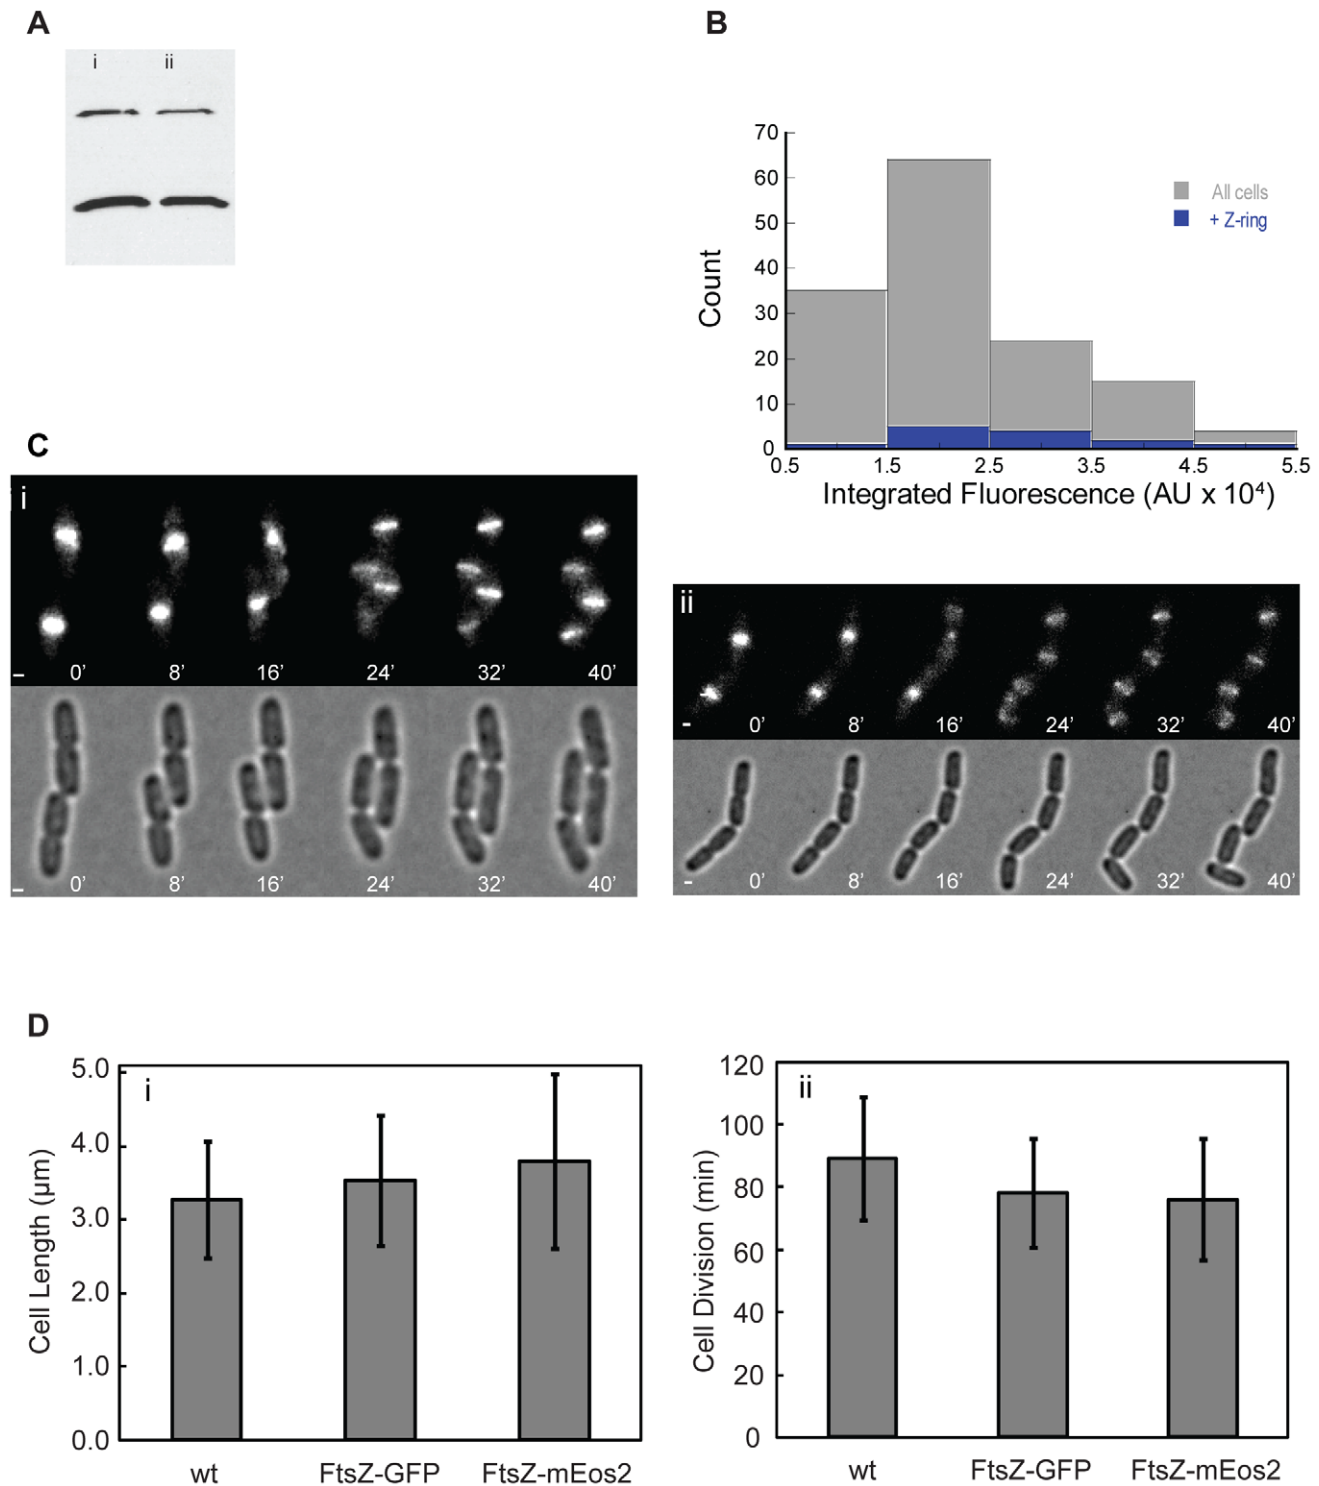 A
i ii
B
70
60
50
40
30
20
10
0
Count
All cells
+ Z-ring
0.5 1.5 2.5 3.5 4.5 5.5
Integrated Fluorescence (AU x 10⁴)
C
i
0’ 8’ 16’ 24’ 32’ 40’
0’ 8’ 16’ 24’ 32’ 40’
ii
0’ 8’ 16’ 24’ 32’ 40’
0’ 8’ 16’ 24’ 32’ 40’
D
i
5.0
4.0
3.0
2.0
1.0
0.0
Cell Length (µm)
wt FtsZ-GFP FtsZ-mEos2
ii
120
100
80
60
40
20
0
Cell Division (min)
wt FtsZ-GFP FtsZ-mEos2